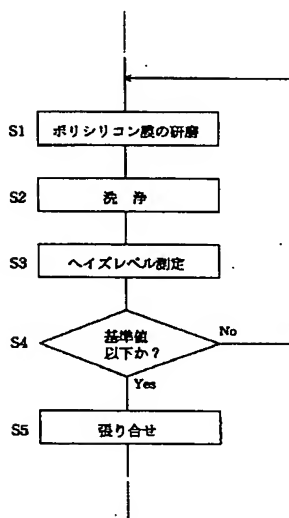 S1 ポリシリコン膜の研磨
S2 洗 浄
S3 ヘイズレベル測定
S4 基準値
以下か？
No
Yes
S5 張り合せ